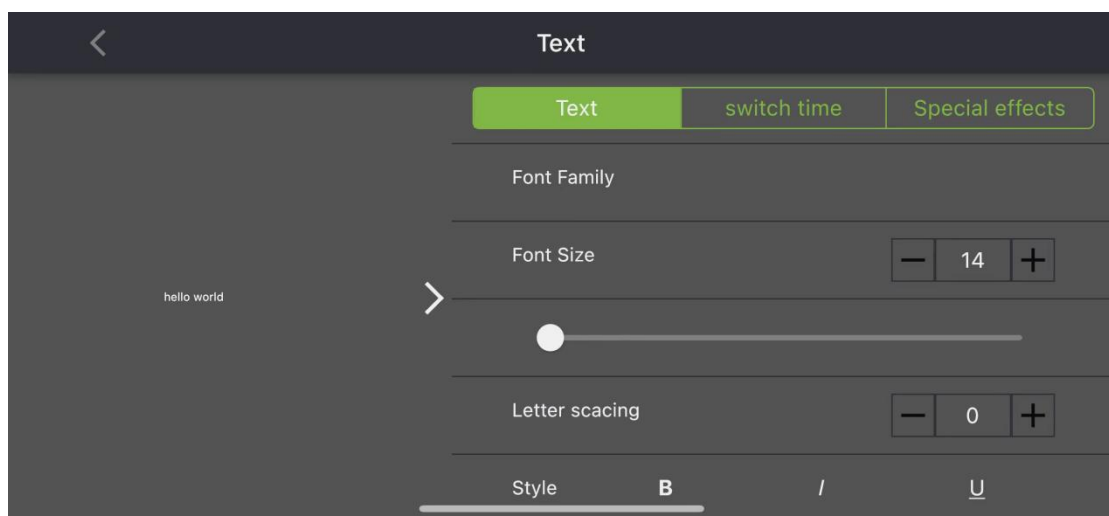 Text
Text switch time Special effects
Font Family
Font Size 14
hello world
Letter scacing 0
Style B I U